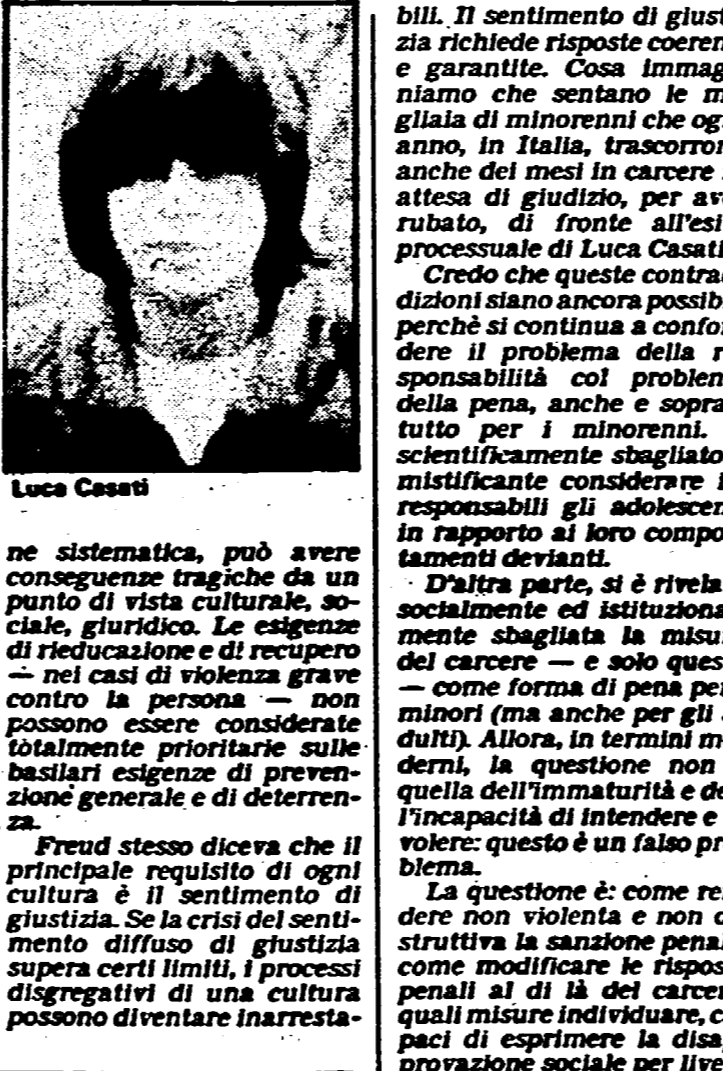 Luca Casati
ne sistematica, può avere
conseguenze tragiche da un
punto di vista culturale, so-
ciale, giuridico. Le esigenze
di rieducazione e di recupero
— nei casi di violenza grave
contro la persona — non
possono essere considerate
totalmente prioritarie sulle
basilari esigenze di preven-
zione generale e di deterren-
za.
Freud stesso diceva che il
principale requisito di ogni
cultura è il sentimento di
giustizia. Se la crisi del senti-
mento diffuso di giustizia
supera certi limiti, i processi
disgregativi di una cultura
possono diventare inarresta-
bili. Il sentimento di giusti
zia richiede risposte coeren
e garantite. Cosa immag
niamo che sentano le m
gliaia di minorenni che og
anno, in Italia, trascorron
anche dei mesi in carcere
attesa di giudizio, per av
rubato, di fronte all'esi
processuale di Luca Casati
Credo che queste contra
dizioni siano ancora possib
perchè si continua a confo
dere il problema della r
sponsabilità col problem
della pena, anche e sopra
tutto per i minorenni.
scientificamente sbagliato
mistificante considerare i
responsabili gli adolescen
in rapporto ai loro compo
tamenti devianti.
D'altra parte, si è rivela
socialmente ed istituziona
mente sbagliata la misu
del carcere — e solo ques
— come forma di pena pe
minori (ma anche per gli a
dulti). Allora, in termini m
derni, la questione non
quella dell'immaturità e de
l'incapacità di intendere e
volere: questo è un falso pr
blema.
La questione è: come re
dere non violenta e non d
struttiva la sanzione penal
come modificare le rispos
penali al di là del carcer
quali misure individuare, c
paci di esprimere la disa
provazione sociale per live